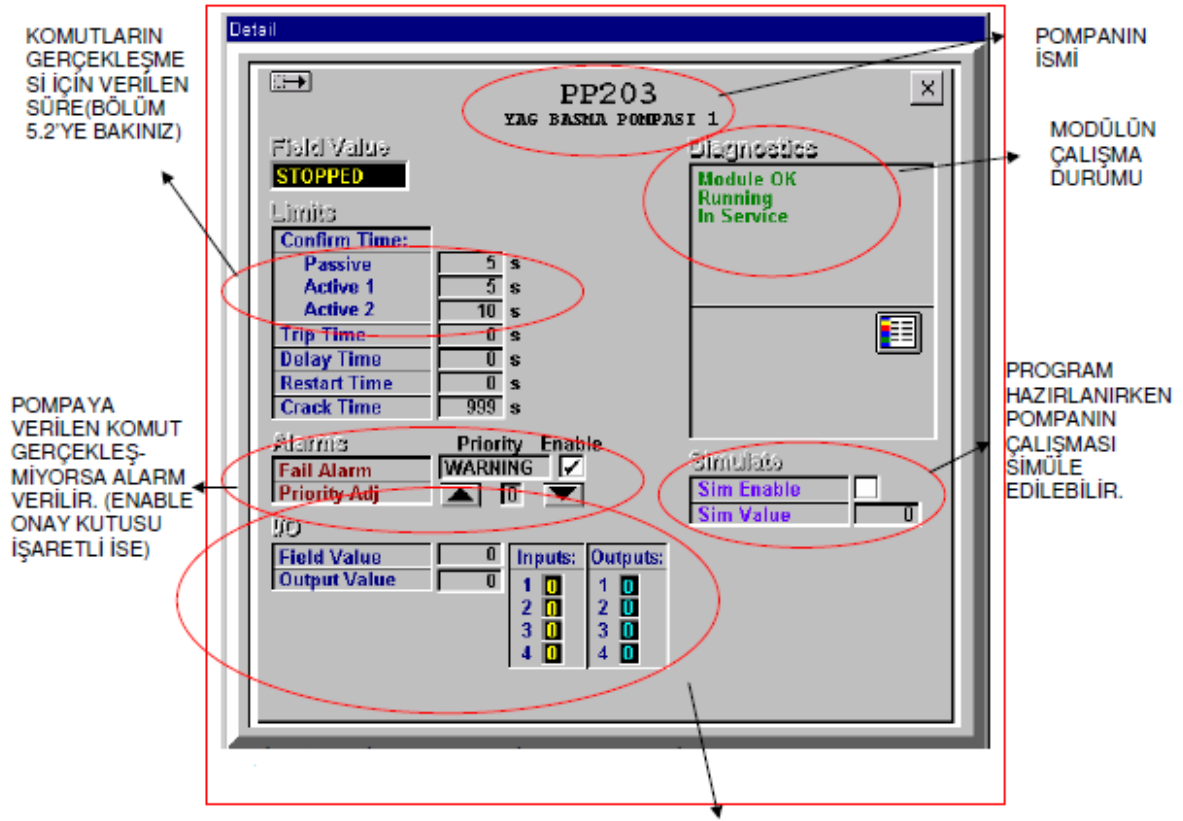 KOMUTLARIN
GERÇEKLEŞME
Sİ İÇİN VERİLEN
SÜRE(BÖLÜM
5.2'YE BAKINIZ)
POMPAYA
VERİLEN KOMUT
GERÇEKLEŞ-
MİYORSA ALARM
VERİLİR. (ENABLE
ONAY KUTUSU
İŞARETLİ İSE)
Detail
PP203
YAG BASMA POMPASI 1
Field Value
STOPPED
Limits
Confirm Time:
Passive 5 s
Active 1 5 s
Active 2 10 s
Trip Time 0 s
Delay Time 0 s
Restart Time 0 s
Crack Time 999 s
Alarms Priority Enable
Fail Alarm WARNING
Priority Adj 0
I/O
Field Value 0
Output Value 0
Inputs: Outputs:
1 0 1 0
2 0 2 0
3 0 3 0
4 0 4 0
Diagnostics
Module OK
Running
In Service
Simulate
Sim Enable
Sim Value 0
POMPANIN
İSMİ
MODÜLÜN
ÇALIŞMA
DURUMU
PROGRAM
HAZIRLANIRKEN
POMPANIN
ÇALIŞMASI
SİMÜLE
EDİLEBİLİR.